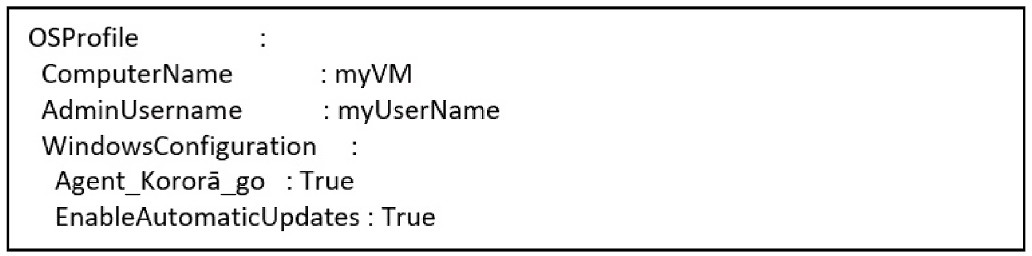 OSProfile :
ComputerName : myVM
AdminUsername : myUserName
WindowsConfiguration :
Agent_Kororā_go : True
EnableAutomaticUpdates : True